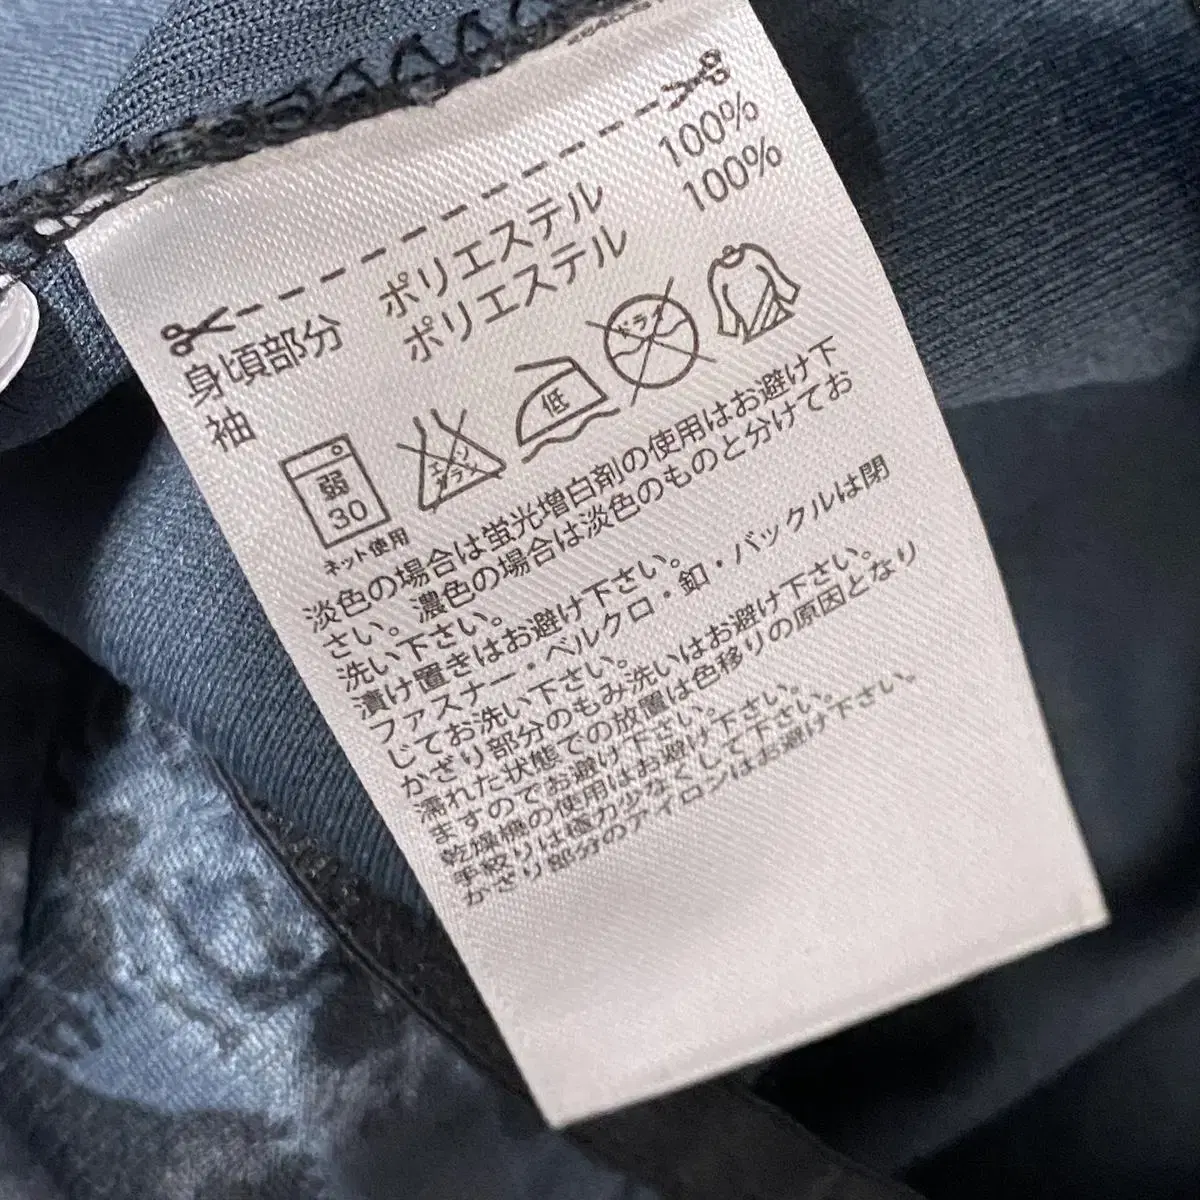 身頃部分 ポリエステル 100%
袖 ポリエステル 100%
弱
30
ネット使用
エンソ
サラシ
低
ドライ
淡色の場合は蛍光増白剤の使用はお避け下
さい。濃色の場合は淡色のものと分けてお
洗い下さい。
漬け置きはお避け下さい。
ファスナー・ベルクロ・釦・バックルは閉
じてお洗い下さい。
かざり部分のもみ洗いはお避け下さい。
濡れた状態での放置は色移りの原因となり
ますのでお避け下さい。
乾燥機の使用はお避け下さい。
手絞りは極力少なくして下さい。
かざり部分のアイロンはお避け下さい。